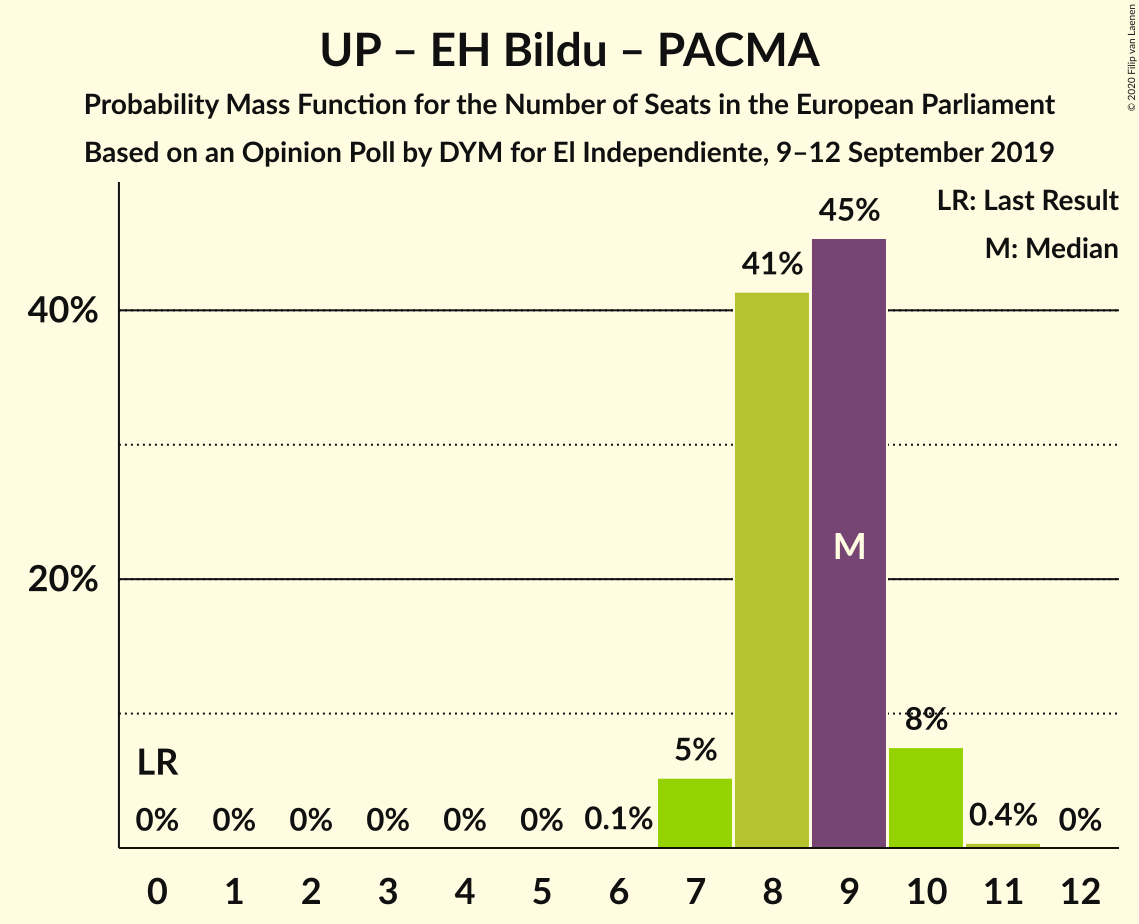 UP – EH Bildu – PACMA
Probability Mass Function for the Number of Seats in the European Parliament
Based on an Opinion Poll by DYM for El Independiente, 9–12 September 2019
© 2020 Filip van Laenen
LR: Last Result
M: Median
45%
41%
40%
M
20%
8%
5%
LR
0% 0% 0% 0% 0% 0% 0.1% 0.4% 0%
0 1 2 3 4 5 6 7 8 9 10 11 12